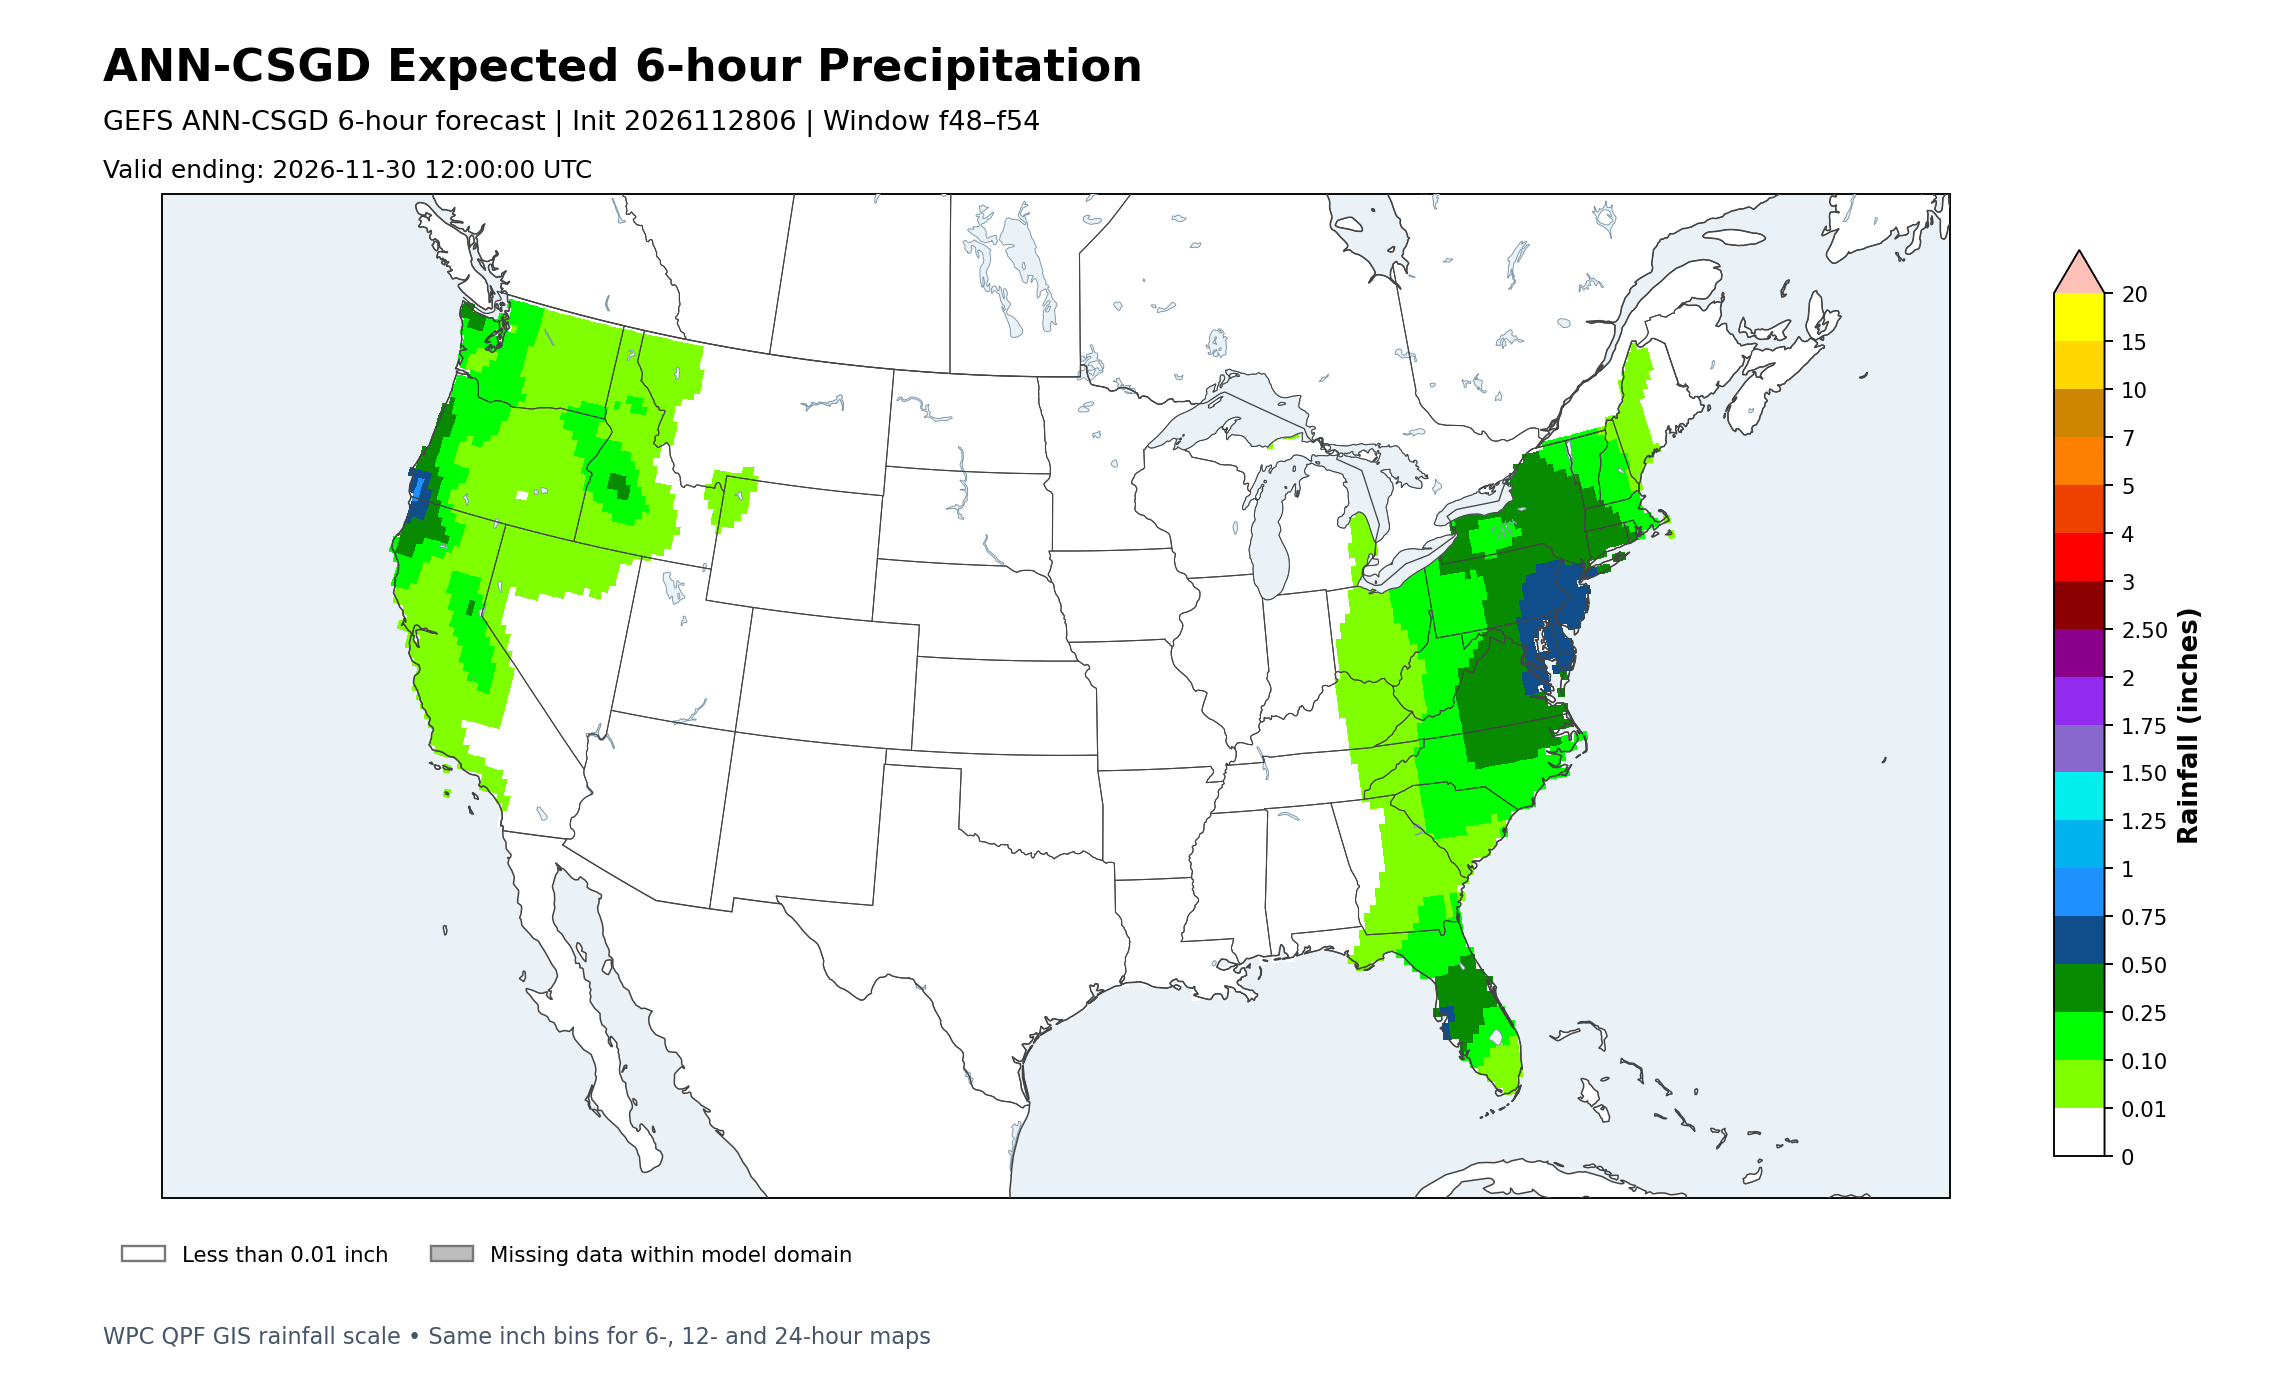 ANN-CSGD Expected 6-hour Precipitation
GEFS ANN-CSGD 6-hour forecast | Init 2026112806 | Window f48–f54
Valid ending: 2026-11-30 12:00:00 UTC
20
15
10
7
5
4
3
2.50
2
1.75
1.50
1.25
1
0.75
0.50
0.25
0.10
0.01
0
Rainfall (inches)
Less than 0.01 inch
Missing data within model domain
WPC QPF GIS rainfall scale • Same inch bins for 6-, 12- and 24-hour maps